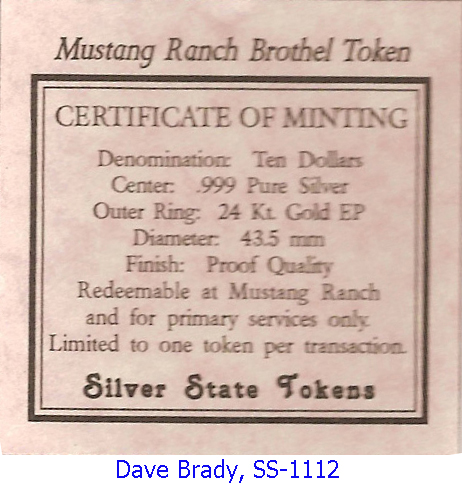 Mustang Ranch Brothel Token
CERTIFICATE OF MINTING
Denomination: Ten Dollars
Center: .999 Pure Silver
Outer Ring: 24 Kt. Gold EP
Diameter: 43.5 mm
Finish: Proof Quality
Redeemable at Mustang Ranch
and for primary services only.
Limited to one token per transaction.
Silver State Tokens
Dave Brady, SS-1112